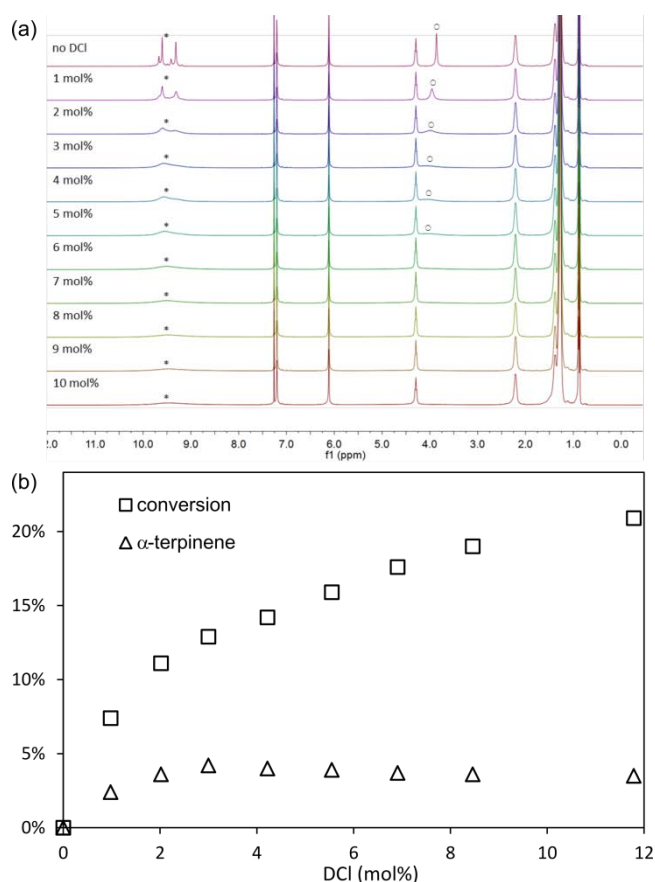 (a)
no DCl
*
○
1 mol%
*
○
2 mol%
*
○
3 mol%
*
○
4 mol%
*
○
5 mol%
*
○
6 mol%
*
7 mol%
*
8 mol%
*
9 mol%
*
10 mol%
*
2.0 11.0 10.0 9.0 8.0 7.0 6.0 5.0 4.0 3.0 2.0 1.0 0.0
f1 (ppm)
(b)
conversion
α-terpinene
20%
15%
10%
5%
0%
0 2 4 6 8 10 12
DCl (mol%)